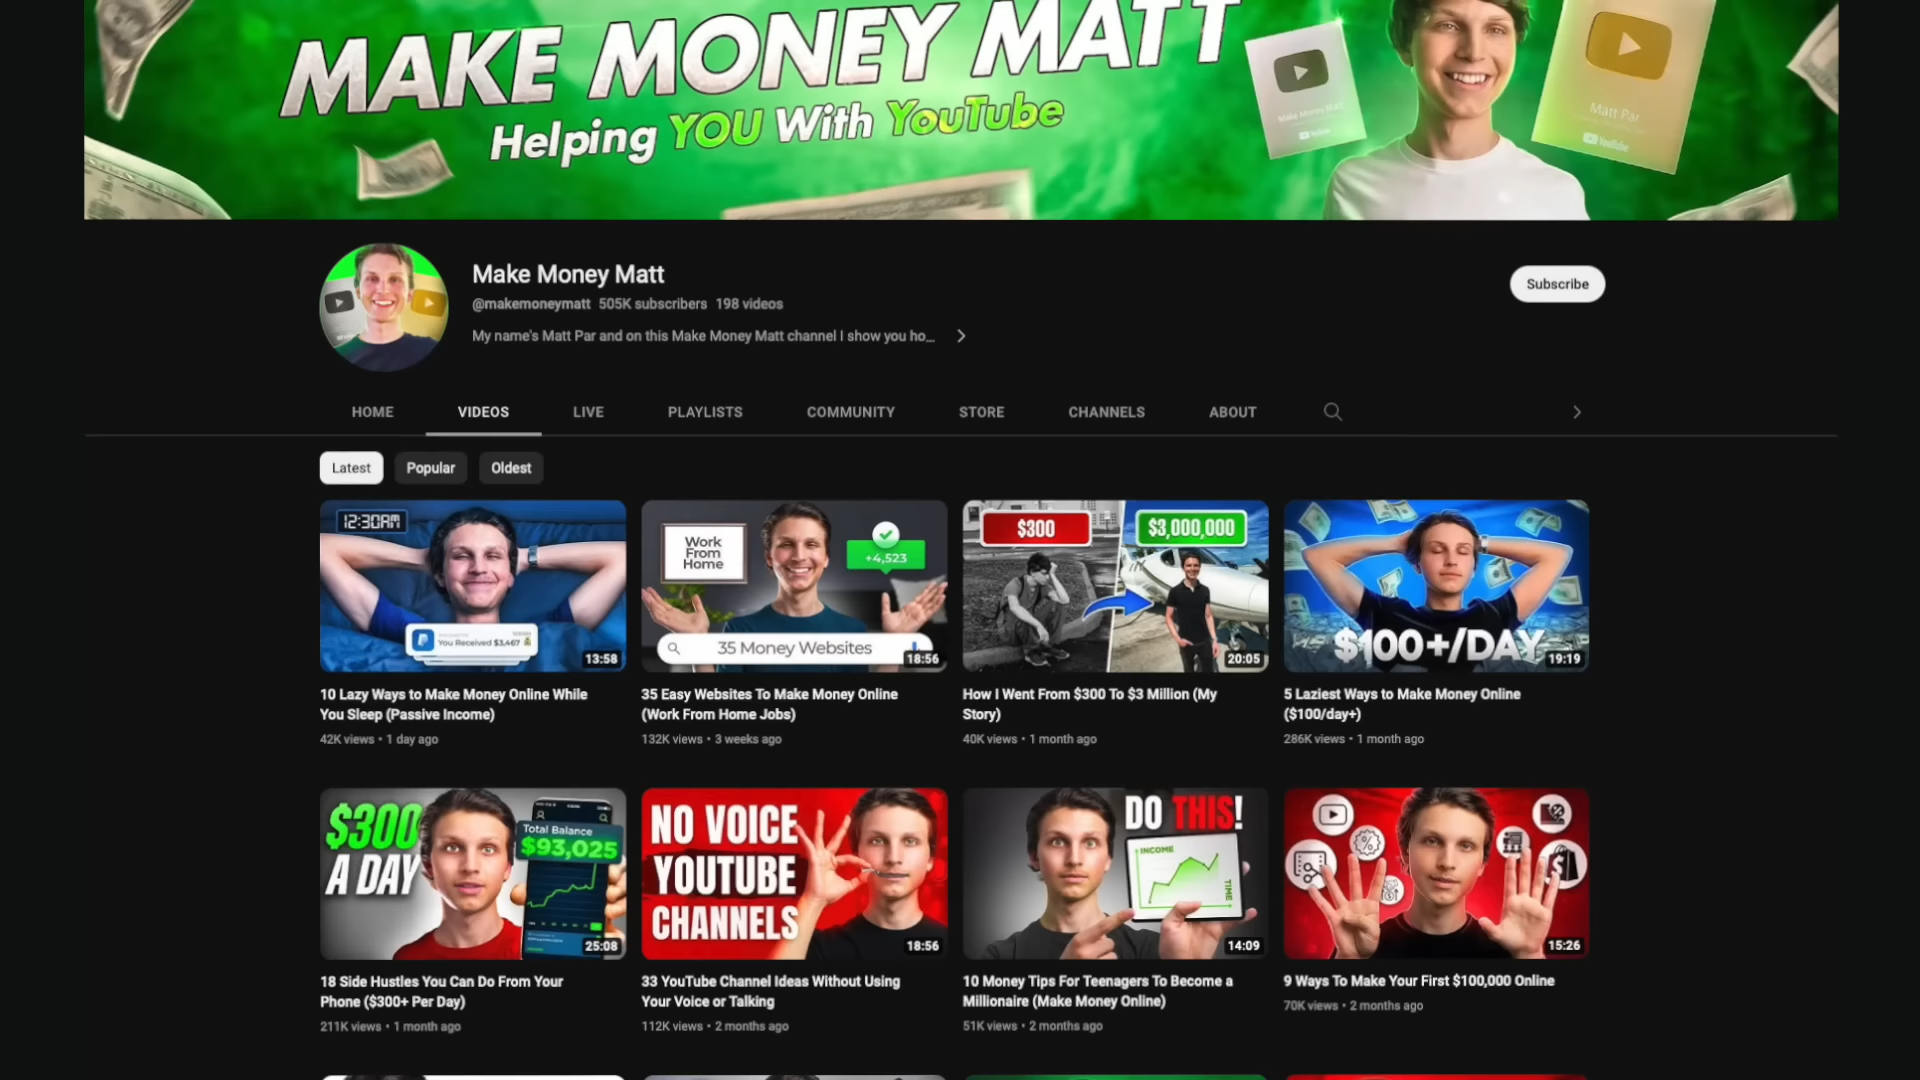 MAKE MONEY MATT
Helping YOU With YouTube
Make Money Matt
YouTube
Matt Par
YouTube
Make Money Matt
@makemoneymatt 505K subscribers 198 videos
My name's Matt Par and on this Make Money Matt channel I show you ho...
Subscribe
HOME VIDEOS LIVE PLAYLISTS COMMUNITY STORE CHANNELS ABOUT
Latest Popular Oldest
12:30AM
You Received $3,467
13:58
Work
From
Home
+4,523
35 Money Websites
18:56
$300
$3,000,000
20:05
$100+/DAY
19:19
10 Lazy Ways to Make Money Online While
You Sleep (Passive Income)
42K views • 1 day ago
35 Easy Websites To Make Money Online
(Work From Home Jobs)
132K views • 3 weeks ago
How I Went From $300 To $3 Million (My
Story)
40K views • 1 month ago
5 Laziest Ways to Make Money Online
($100/day+)
286K views • 1 month ago
$300
A DAY
Total Balance
$93,025
25:08
NO VOICE
YOUTUBE
CHANNELS
18:56
DO THIS!
INCOME
TIME
14:09
15:26
18 Side Hustles You Can Do From Your
Phone ($300+ Per Day)
211K views • 1 month ago
33 YouTube Channel Ideas Without Using
Your Voice or Talking
112K views • 2 months ago
10 Money Tips For Teenagers To Become a
Millionaire (Make Money Online)
51K views • 2 months ago
9 Ways To Make Your First $100,000 Online
70K views • 2 months ago